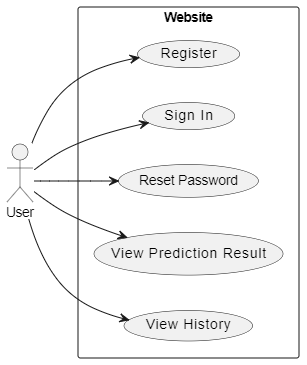 Website
Register
Sign In
Reset Password
User
View Prediction Result
View History